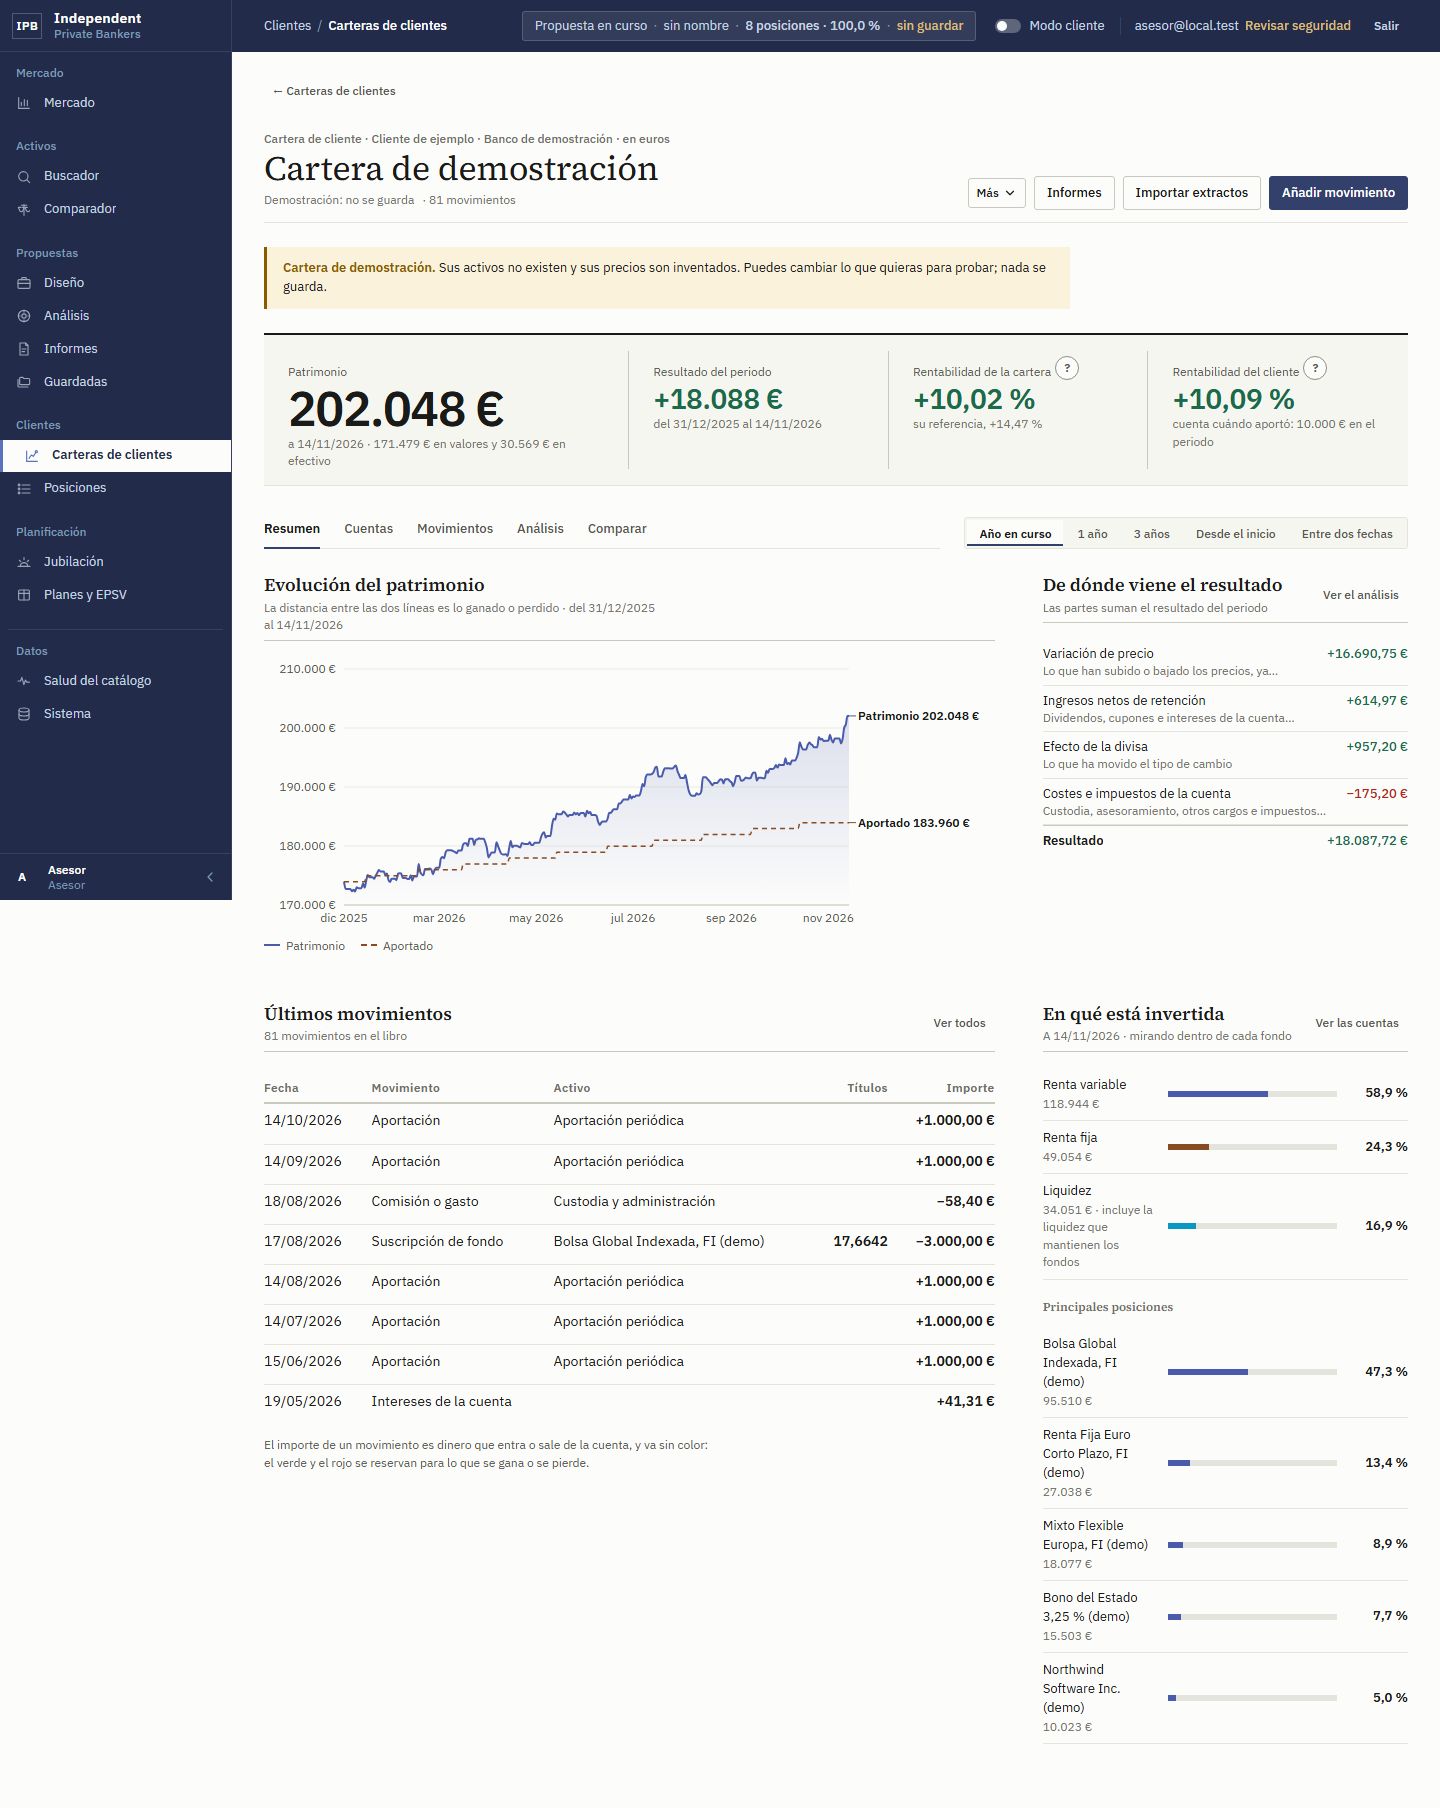 IPB
Independent
Private Bankers
Clientes / Carteras de clientes
Propuesta en curso · sin nombre · 8 posiciones · 100,0 % · sin guardar
Modo cliente
asesor@local.test Revisar seguridad
Salir
Mercado
Mercado
Activos
Buscador
Comparador
Propuestas
Diseño
Análisis
Informes
Guardadas
Clientes
Carteras de clientes
Posiciones
Planificación
Jubilación
Planes y EPSV
Datos
Salud del catálogo
Sistema
A
Asesor
Asesor
← Carteras de clientes
Cartera de cliente · Cliente de ejemplo · Banco de demostración · en euros
Cartera de demostración
Demostración: no se guarda · 81 movimientos
Más
Informes
Importar extractos
Añadir movimiento
Cartera de demostración. Sus activos no existen y sus precios son inventados. Puedes cambiar lo que quieras para probar; nada se
guarda.
Patrimonio
202.048 €
a 14/11/2026 · 171.479 € en valores y 30.569 € en
efectivo
Resultado del periodo
+18.088 €
del 31/12/2025 al 14/11/2026
Rentabilidad de la cartera ?
+10,02 %
su referencia, +14,47 %
Rentabilidad del cliente ?
+10,09 %
cuenta cuándo aportó: 10.000 € en el
periodo
Resumen
Cuentas
Movimientos
Análisis
Comparar
Año en curso
1 año
3 años
Desde el inicio
Entre dos fechas
Evolución del patrimonio
La distancia entre las dos líneas es lo ganado o perdido · del 31/12/2025
al 14/11/2026
210.000 €
200.000 €
190.000 €
180.000 €
170.000 €
Patrimonio 202.048 €
Aportado 183.960 €
dic 2025
mar 2026
may 2026
jul 2026
sep 2026
nov 2026
Patrimonio
Aportado
De dónde viene el resultado
Las partes suman el resultado del periodo
Ver el análisis
Variación de precio +16.690,75 €
Lo que han subido o bajado los precios, ya...
Ingresos netos de retención +614,97 €
Dividendos, cupones e intereses de la cuenta...
Efecto de la divisa +957,20 €
Lo que ha movido el tipo de cambio
Costes e impuestos de la cuenta −175,20 €
Custodia, asesoramiento, otros cargos e impuestos...
Resultado +18.087,72 €
Últimos movimientos
81 movimientos en el libro
Ver todos
Fecha Movimiento Activo Títulos Importe
14/10/2026 Aportación Aportación periódica +1.000,00 €
14/09/2026 Aportación Aportación periódica +1.000,00 €
18/08/2026 Comisión o gasto Custodia y administración −58,40 €
17/08/2026 Suscripción de fondo Bolsa Global Indexada, FI (demo) 17,6642 −3.000,00 €
14/08/2026 Aportación Aportación periódica +1.000,00 €
14/07/2026 Aportación Aportación periódica +1.000,00 €
15/06/2026 Aportación Aportación periódica +1.000,00 €
19/05/2026 Intereses de la cuenta +41,31 €
El importe de un movimiento es dinero que entra o sale de la cuenta, y va sin color:
el verde y el rojo se reservan para lo que se gana o se pierde.
En qué está invertida
A 14/11/2026 · mirando dentro de cada fondo
Ver las cuentas
Renta variable
118.944 €
58,9 %
Renta fija
49.054 €
24,3 %
Liquidez
34.051 € · incluye la
liquidez que
mantienen los
fondos
16,9 %
Principales posiciones
Bolsa Global
Indexada, FI
(demo)
95.510 €
47,3 %
Renta Fija Euro
Corto Plazo, FI
(demo)
27.038 €
13,4 %
Mixto Flexible
Europa, FI (demo)
18.077 €
8,9 %
Bono del Estado
3,25 % (demo)
15.503 €
7,7 %
Northwind
Software Inc.
(demo)
10.023 €
5,0 %